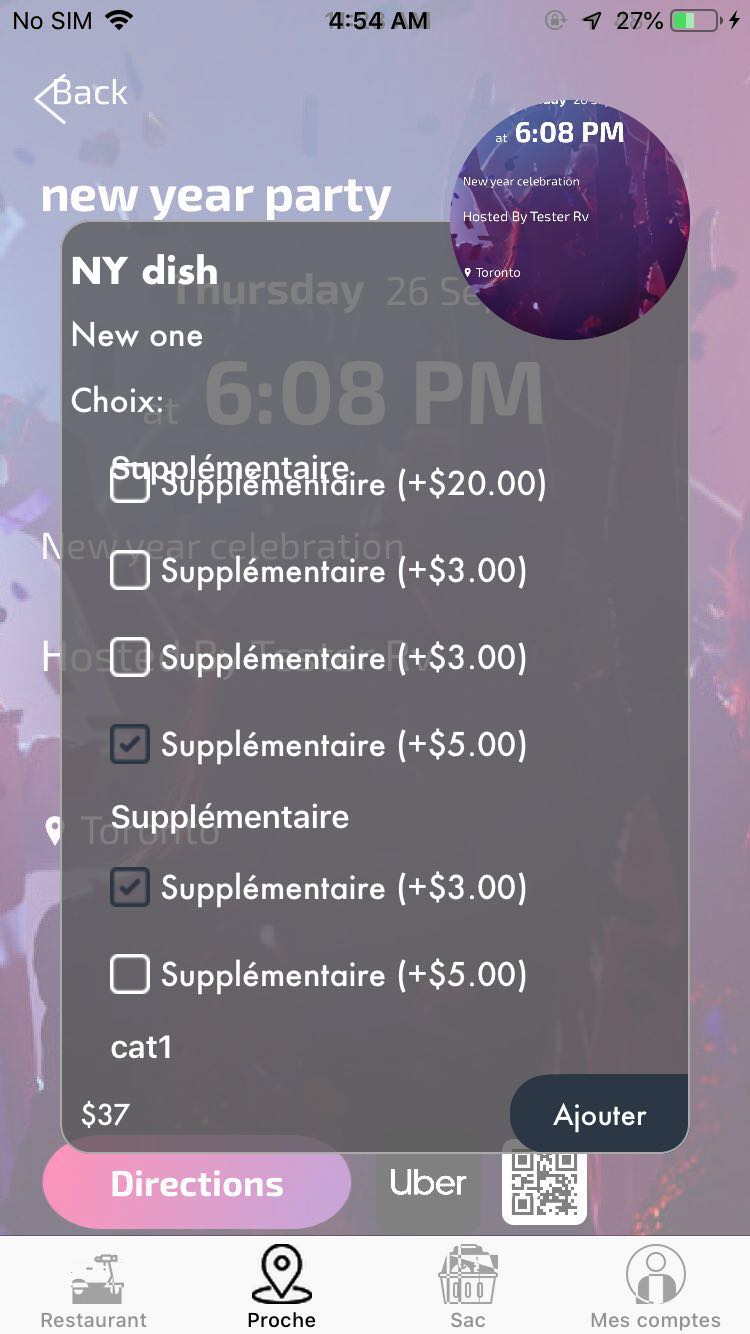 No SIM 4:54 AM 27%
Back
at 6:08 PM
new year party
New year celebration
Hosted By Tester Rv
NY dish
Thursday 26 Se
Toronto
New one
Choix:
at 6:08 PM
Supplémentaire
Supplémentaire (+$20.00)
New year celebration
Supplémentaire (+$3.00)
Hosted By Tester Rv
Supplémentaire (+$3.00)
Supplémentaire (+$5.00)
Supplémentaire
Toronto
Supplémentaire (+$3.00)
Supplémentaire (+$5.00)
cat1
$37 Ajouter
Directions Uber
Restaurant Proche Sac Mes comptes